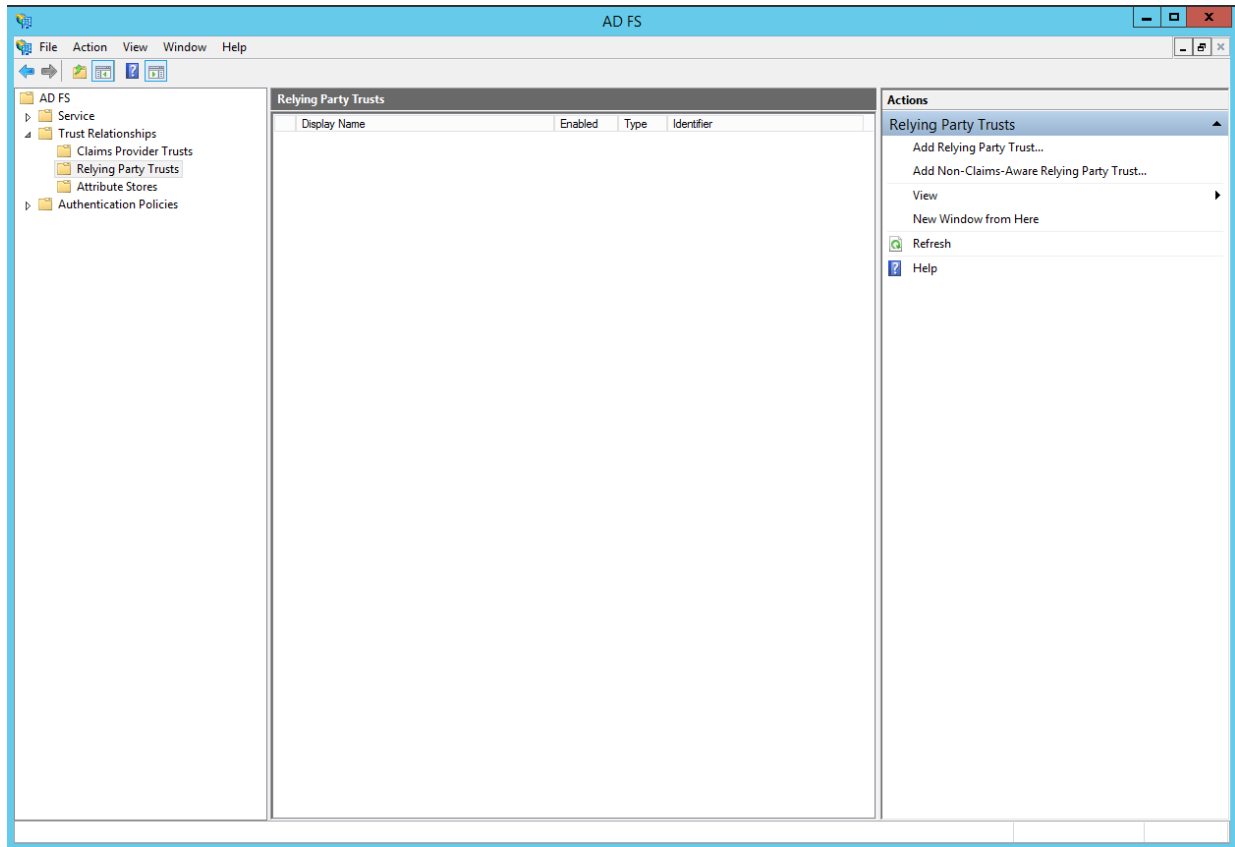 AD FS
File Action View Window Help
AD FS
Service
Trust Relationships
Claims Provider Trusts
Relying Party Trusts
Attribute Stores
Authentication Policies
Relying Party Trusts
Display Name Enabled Type Identifier
Actions
Relying Party Trusts
Add Relying Party Trust...
Add Non-Claims-Aware Relying Party Trust...
View
New Window from Here
Refresh
Help